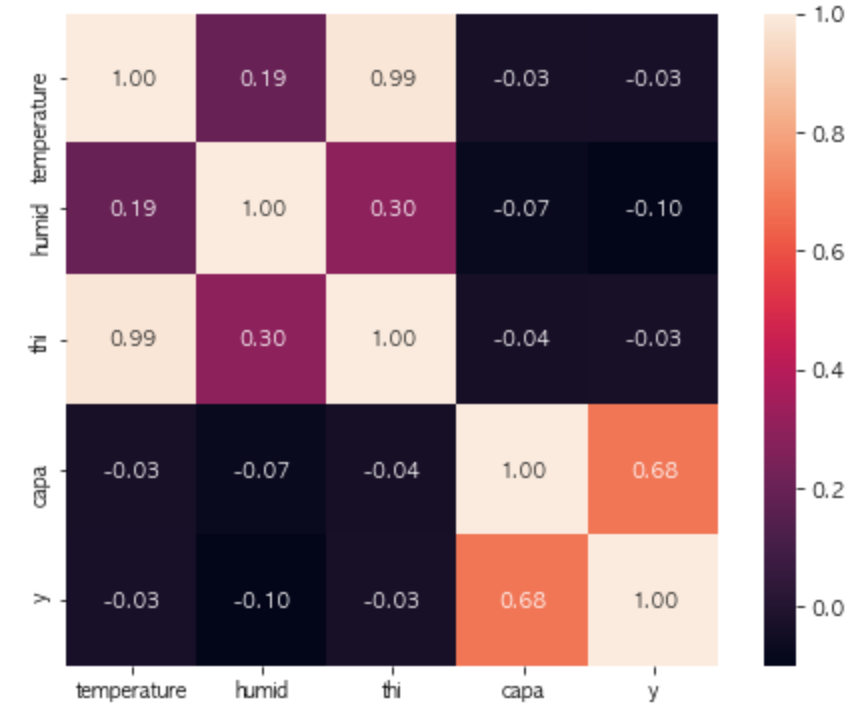 temperature 1.00 0.19 0.99 -0.03 -0.03
humid 0.19 1.00 0.30 -0.07 -0.10
thi 0.99 0.30 1.00 -0.04 -0.03
capa -0.03 -0.07 -0.04 1.00 0.68
y -0.03 -0.10 -0.03 0.68 1.00
temperature humid thi capa y
1.0
0.8
0.6
0.4
0.2
0.0